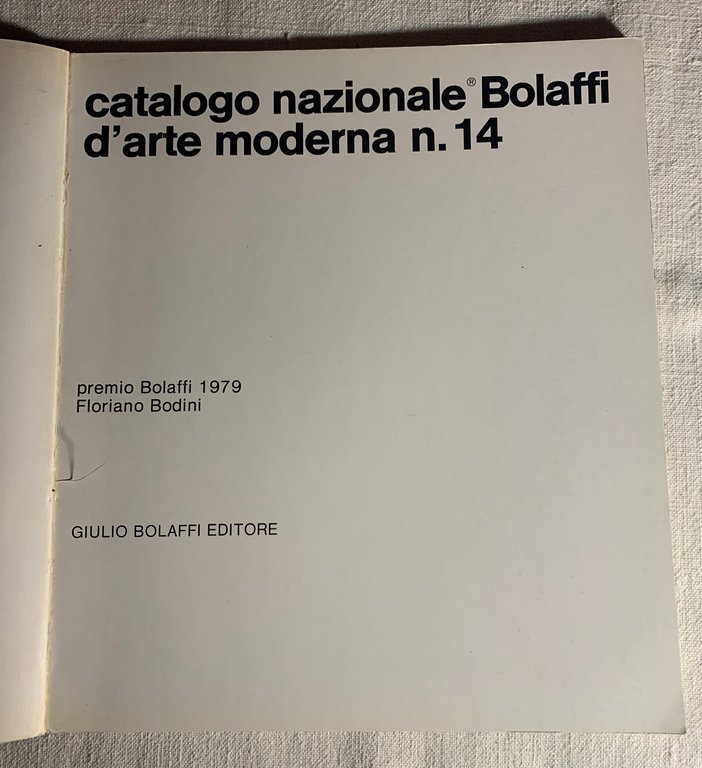 catalogo nazionale® Bolaffi
d'arte moderna n. 14
premio Bolaffi 1979
Floriano Bodini
GIULIO BOLAFFI EDITORE